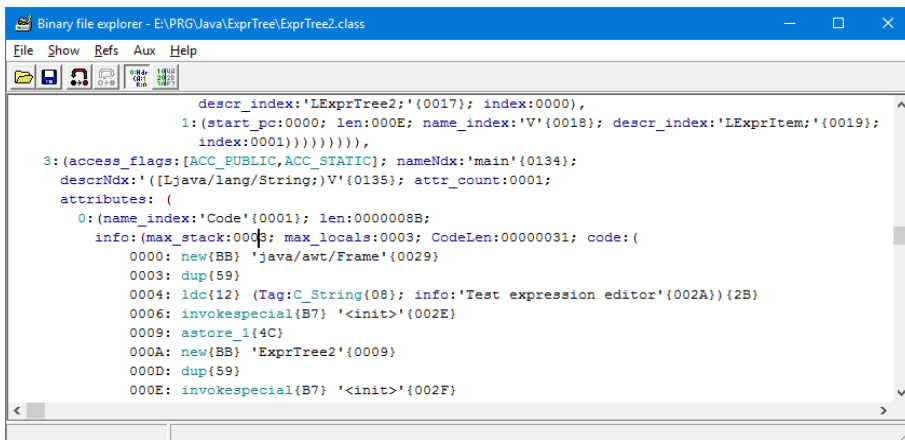 Binary file explorer - E:\PRG\Java\ExprTree\ExprTree2.class
File Show Refs Aux Help
descr_index:'LExprTree2;'{0017}; index:0000),
1:(start_pc:0000; len:000E; name_index:'V'{0018}; descr_index:'LExprItem;'{0019};
index:0001))))))))),
3:(access_flags:[ACC_PUBLIC,ACC_STATIC]; nameNdx:'main'{0134};
descrNdx:'([Ljava/lang/String;)V'{0135}; attr_count:0001;
attributes: (
0:(name_index:'Code'{0001}; len:0000008B;
info:(max_stack:0003; max_locals:0003; CodeLen:00000031; code:(
0000: new{BB} 'java/awt/Frame'{0029}
0003: dup{59}
0004: ldc{12} (Tag:C_String{08}; info:'Test expression editor'{002A}){2B}
0006: invokespecial{B7} '<init>'{002E}
0009: astore_1{4C}
000A: new{BB} 'ExprTree2'{0009}
000D: dup{59}
000E: invokespecial{B7} '<init>'{002F}